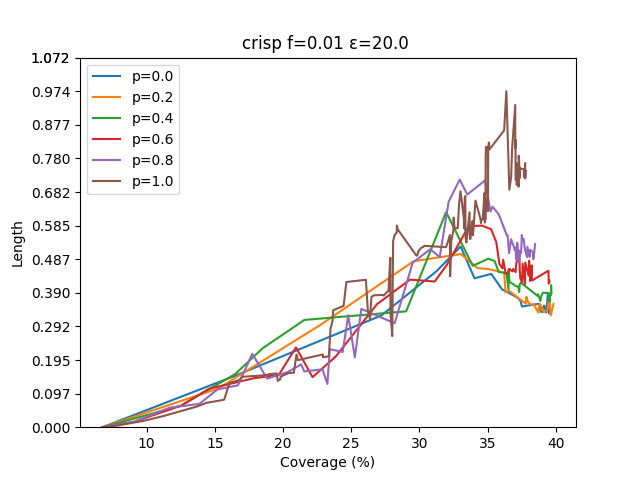 crisp f=0.01 ε=20.0
1.072
0.974
0.877
0.780
0.682
0.585
0.487
0.390
0.292
0.195
0.097
0.000
Length
p=0.0
p=0.2
p=0.4
p=0.6
p=0.8
p=1.0
10 15 20 25 30 35 40
Coverage (%)